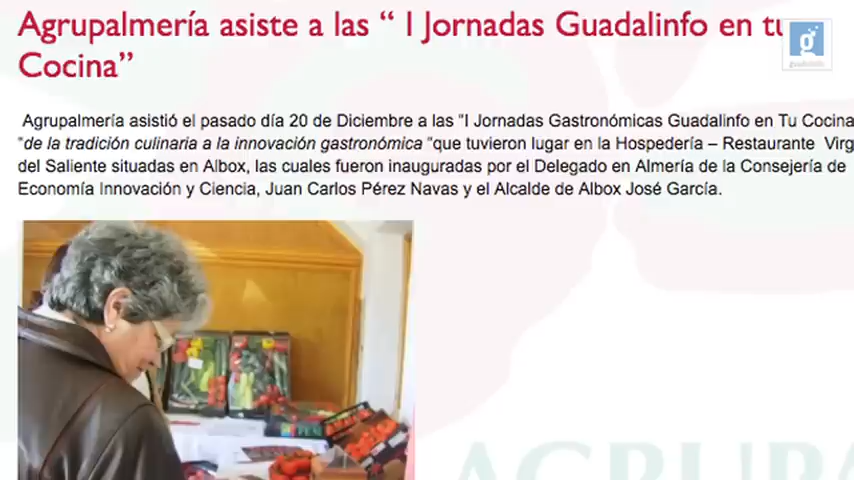 Agrupalmería asiste a las “ I Jornadas Guadalinfo en tu
Cocina”
Agrupalmería asistió el pasado día 20 de Diciembre a las "I Jornadas Gastronómicas Guadalinfo en Tu Cocina
"de la tradición culinaria a la innovación gastronómica "que tuvieron lugar en la Hospedería – Restaurante Virg
del Saliente situadas en Albox, las cuales fueron inauguradas por el Delegado en Almería de la Consejería de
Economía Innovación y Ciencia, Juan Carlos Pérez Navas y el Alcalde de Albox José García.
AGRUPA